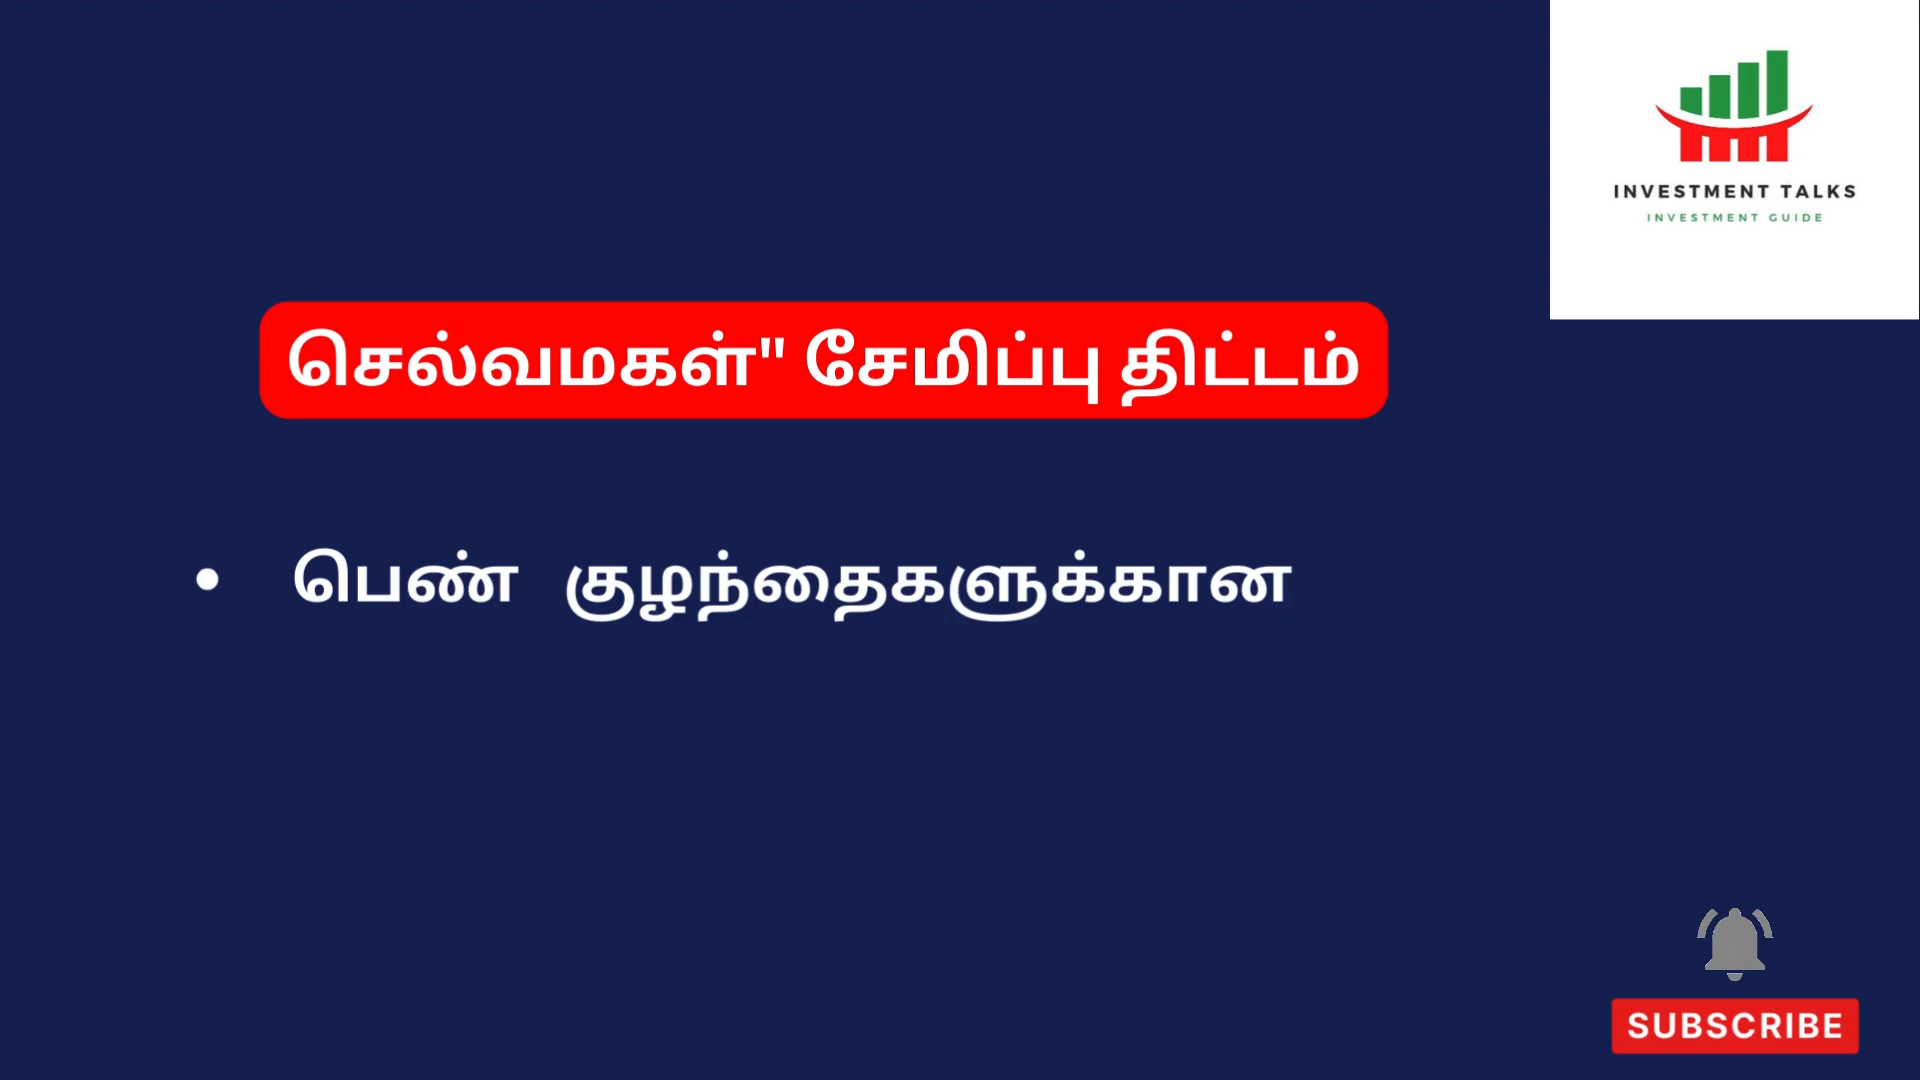 INVESTMENT TALKS
INVESTMENT GUIDE
செல்வமகள்" சேமிப்பு திட்டம்
• பெண் குழந்தைகளுக்கான
SUBSCRIBE